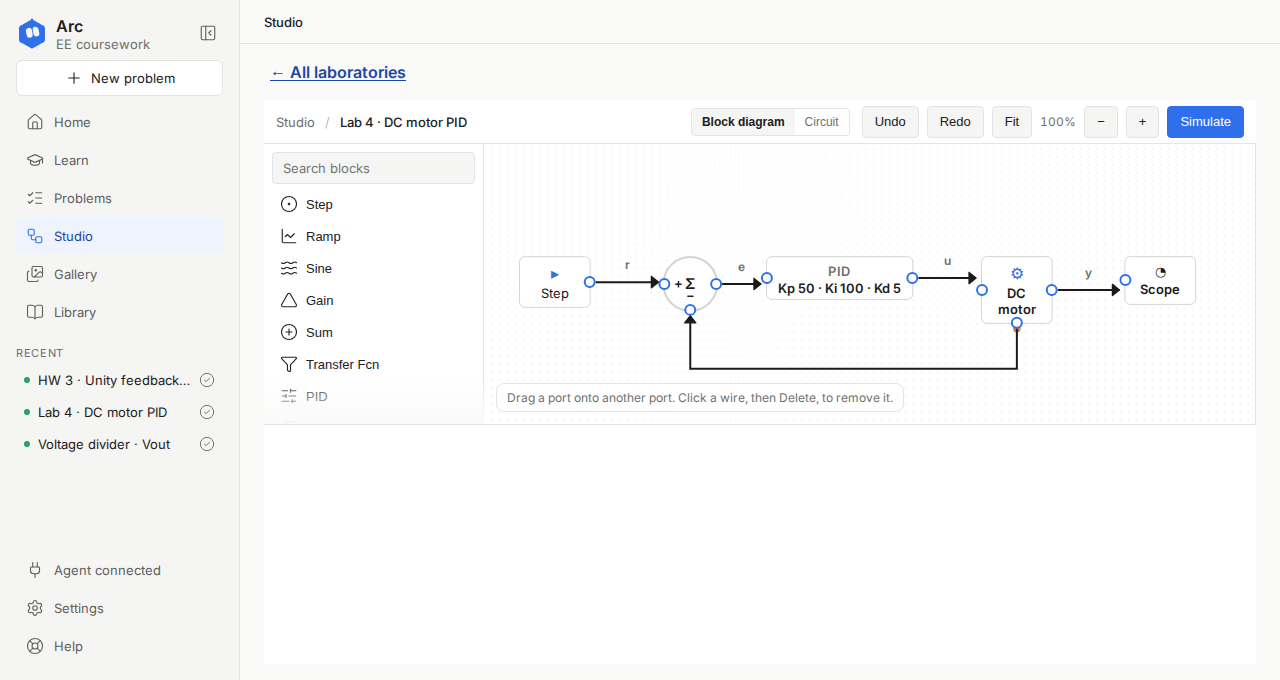 Arc
EE coursework
New problem
Home
Learn
Problems
Studio
Gallery
Library
RECENT
HW 3 · Unity feedback...
Lab 4 · DC motor PID
Voltage divider · Vout
Agent connected
Settings
Help
Studio
← All laboratories
Studio / Lab 4 · DC motor PID
Block diagram
Circuit
Undo
Redo
Fit
100%
−
+
Simulate
Search blocks
Step
Ramp
Sine
Gain
Sum
Transfer Fcn
PID
Step
r
+ Σ
−
e
PID
Kp 50 · Ki 100 · Kd 5
u
DC
motor
y
Scope
Drag a port onto another port. Click a wire, then Delete, to remove it.